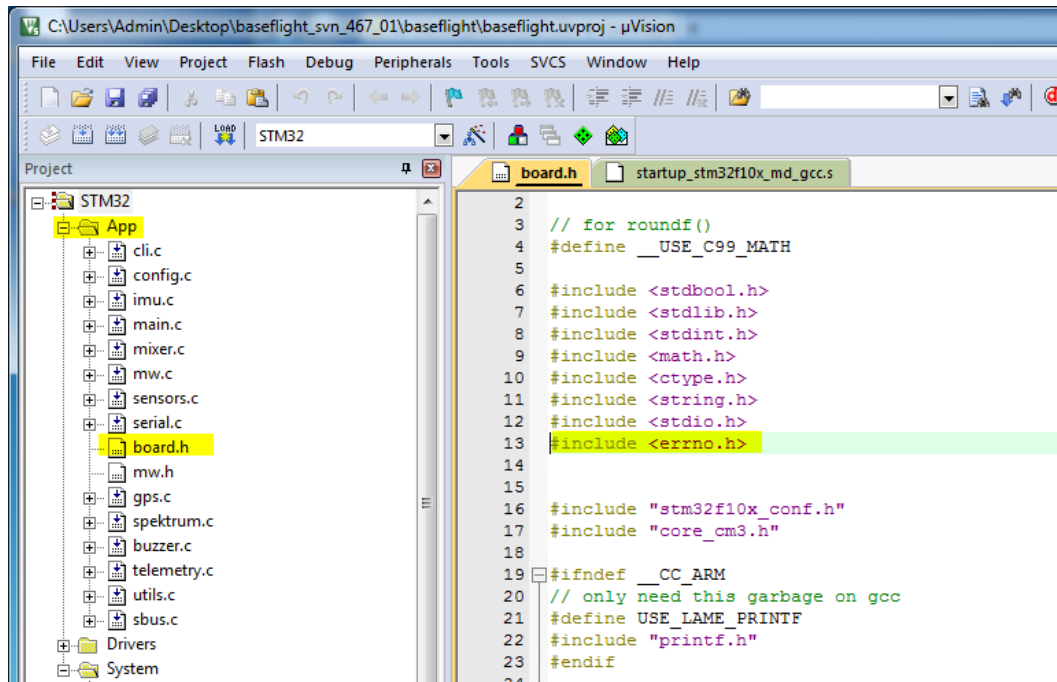 C:\Users\Admin\Desktop\baseflight_svn_467_01\baseflight\baseflight.uvproj - µVision
File Edit View Project Flash Debug Peripherals Tools SVCS Window Help
LOAD STM32
Project
STM32
App
cli.c
config.c
imu.c
main.c
mixer.c
mw.c
sensors.c
serial.c
board.h
mw.h
gps.c
spektrum.c
buzzer.c
telemetry.c
utils.c
sbus.c
Drivers
System
board.h startup_stm32f10x_md_gcc.s
2
3 // for roundf()
4 #define __USE_C99_MATH
5
6 #include <stdbool.h>
7 #include <stdlib.h>
8 #include <stdint.h>
9 #include <math.h>
10 #include <ctype.h>
11 #include <string.h>
12 #include <stdio.h>
13 #include <errno.h>
14
15
16 #include "stm32f10x_conf.h"
17 #include "core_cm3.h"
18
19 #ifndef __CC_ARM
20 // only need this garbage on gcc
21 #define USE_LAME_PRINTF
22 #include "printf.h"
23 #endif